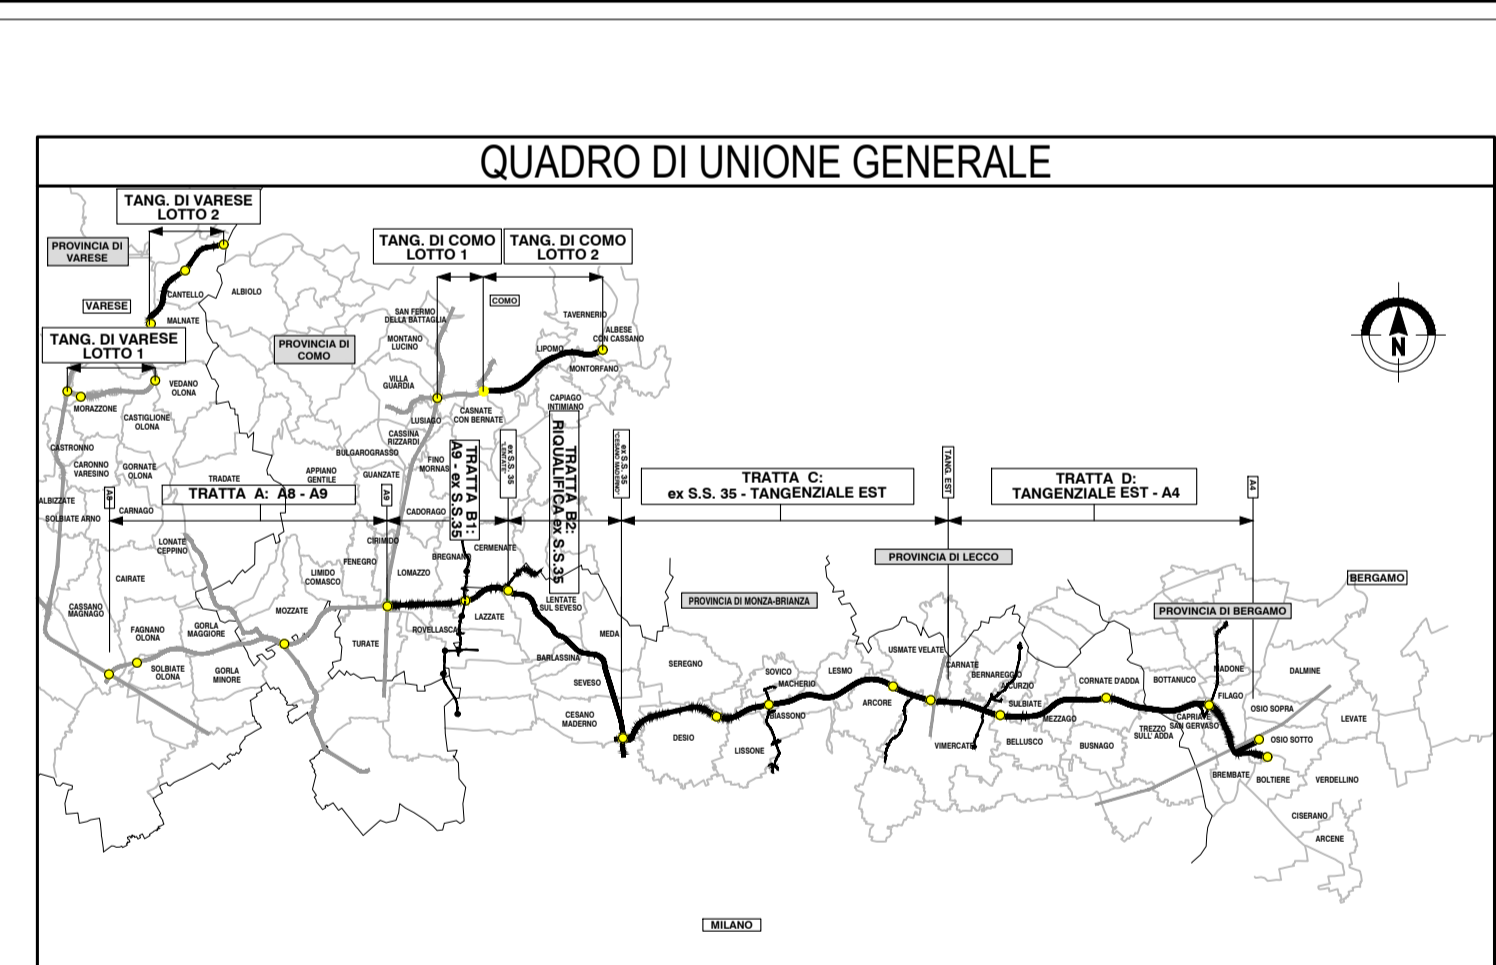 QUADRO DI UNIONE GENERALE
TANG. DI VARESE
LOTTO 2
PROVINCIA DI
VARESE
TANG. DI COMO
LOTTO 1
TANG. DI COMO
LOTTO 2
CANTELLO
ALBIOLO
VARESE
COMO
MALNATE
SAN FERMO
DELLA BATTAGLIA
TAVERNERIO
ALBESE
CON CASSANO
TANG. DI VARESE
LOTTO 1
PROVINCIA DI
COMO
MONTANO
LUCINO
LIPOMO
MONTORFANO
N
VEDANO
OLONA
VILLA
GUARDIA
MORAZZONE
CASTIGLIONE
OLONA
CAPIAGO
INTIMIANO
LUSIAGO
CASNATE
CON BERNATE
CASSINA
RIZZARDI
CASTRONNO
BULGAROGRASSO
CARONNO
VARESINO
GORNATE
OLONA
TRADATE
APPIANO
GENTILE
GUANZATE
FINO
MORNAS
TRATTA B1:
A9 - ex S.S.35
ex S.S. 35
"LENTATE"
TRATTA B2:
RIQUALIFICA ex S.S.35
ex S.S. 35
"CESANO MADERNO"
TRATTA C:
ex S.S. 35 - TANGENZIALE EST
TANG. EST
TRATTA D:
TANGENZIALE EST - A4
A4
ALBIZZATE
A8
TRATTA A: A8 - A9
A9
SOLBIATE ARNO
CARNAGO
CADORAGO
LONATE
CEPPINO
CIRIMIDO
FENEGRO
BREGNANO
CERMENATE
PROVINCIA DI LECCO
CAIRATE
LIMIDO
COMASCO
LOMAZZO
BERGAMO
CASSANO
MAGNAGO
MOZZATE
LAZZATE
LENTATE
SUL SEVESO
PROVINCIA DI MONZA-BRIANZA
PROVINCIA DI BERGAMO
FAGNANO
OLONA
GORLA
MAGGIORE
ROVELLASCA
MEDA
TURATE
BARLASSINA
SEREGNO
USMATE VELATE
CARNATE
SOLBIATE
OLONA
GORLA
MINORE
SEVESO
SOVICO
MACHERIO
LESMO
BERNAREGGIO
AICURZIO
CORNATE D'ADDA
BOTTANUCO
MADONE
DALMINE
FILAGO
CESANO
MADERNO
BIASSONO
ARCORE
SULBIATE
MEZZAGO
CAPRIATE
SAN GERVASO
OSIO SOPRA
LEVATE
DESIO
LISSONE
VIMERCATE
BELLUSCO
BUSNAGO
TREZZO
SULL' ADDA
OSIO SOTTO
BREMBATE
BOLTIERE
VERDELLINO
CISERANO
ARCENE
MILANO